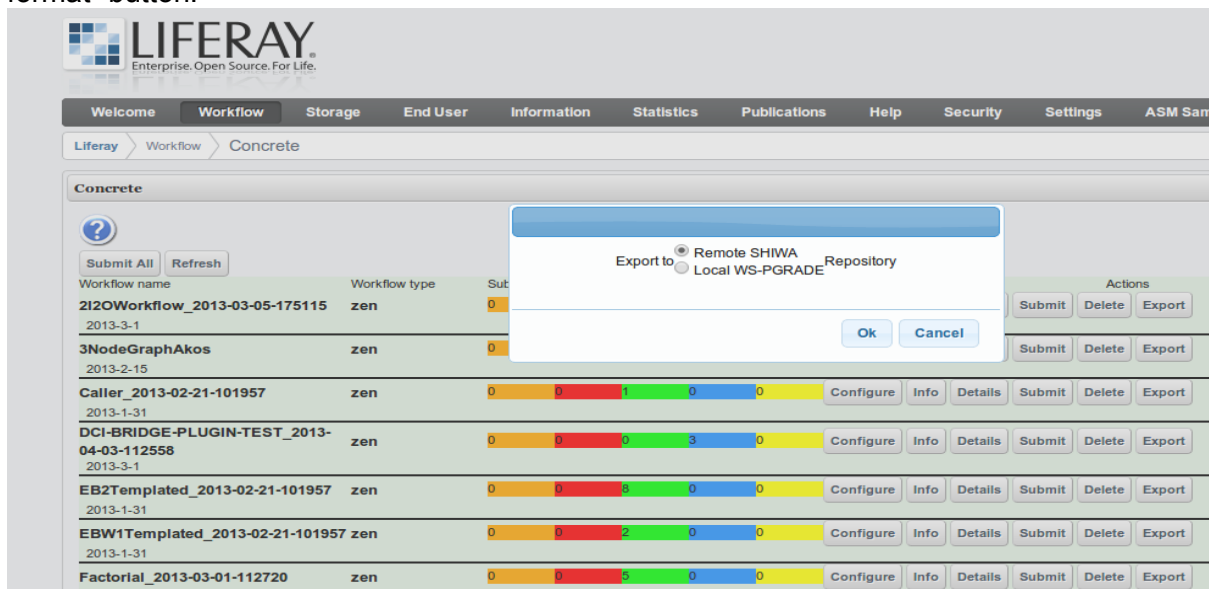 format" button.
LIFERAY.
Enterprise. Open Source. For Life.
Welcome Workflow Storage End User Information Statistics Publications Help Security Settings ASM Sam
Liferay Workflow Concrete
Concrete
?
Export to Remote SHIWA Local WS-PGRADE Repository
Ok Cancel
Submit All Refresh
Workflow name Workflow type Sub Actions
2I2OWorkflow_2013-03-05-175115 zen 0 Submit Delete Export
2013-3-1
3NodeGraphAkos zen 0 Submit Delete Export
2013-2-15
Caller_2013-02-21-101957 zen 0 0 1 0 0 Configure Info Details Submit Delete Export
2013-1-31
DCI-BRIDGE-PLUGIN-TEST_2013-
04-03-112558 zen 0 0 0 3 0 Configure Info Details Submit Delete Export
2013-3-1
EB2Templated_2013-02-21-101957 zen 0 0 8 0 0 Configure Info Details Submit Delete Export
2013-1-31
EBW1Templated_2013-02-21-101957 zen 0 0 2 0 0 Configure Info Details Submit Delete Export
2013-1-31
Factorial_2013-03-01-112720 zen 0 0 5 0 0 Configure Info Details Submit Delete Export